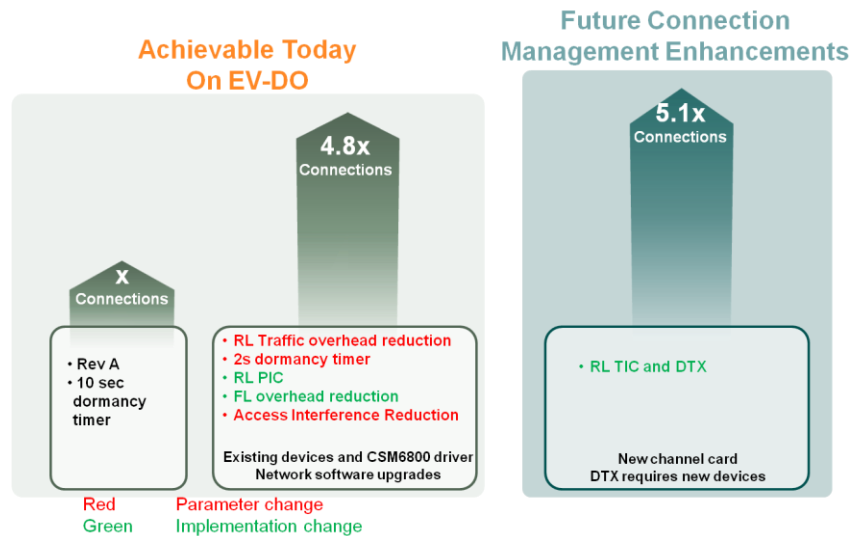 Achievable Today
On EV-DO
Future Connection
Management Enhancements
X
Connections
4.8x
Connections
5.1x
Connections
• Rev A
• 10 sec
dormancy
timer
• RL Traffic overhead reduction
• 2s dormancy timer
• RL PIC
• FL overhead reduction
• Access Interference Reduction
Existing devices and CSM6800 driver
Network software upgrades
• RL TIC and DTX
New channel card
DTX requires new devices
Red Parameter change
Green Implementation change